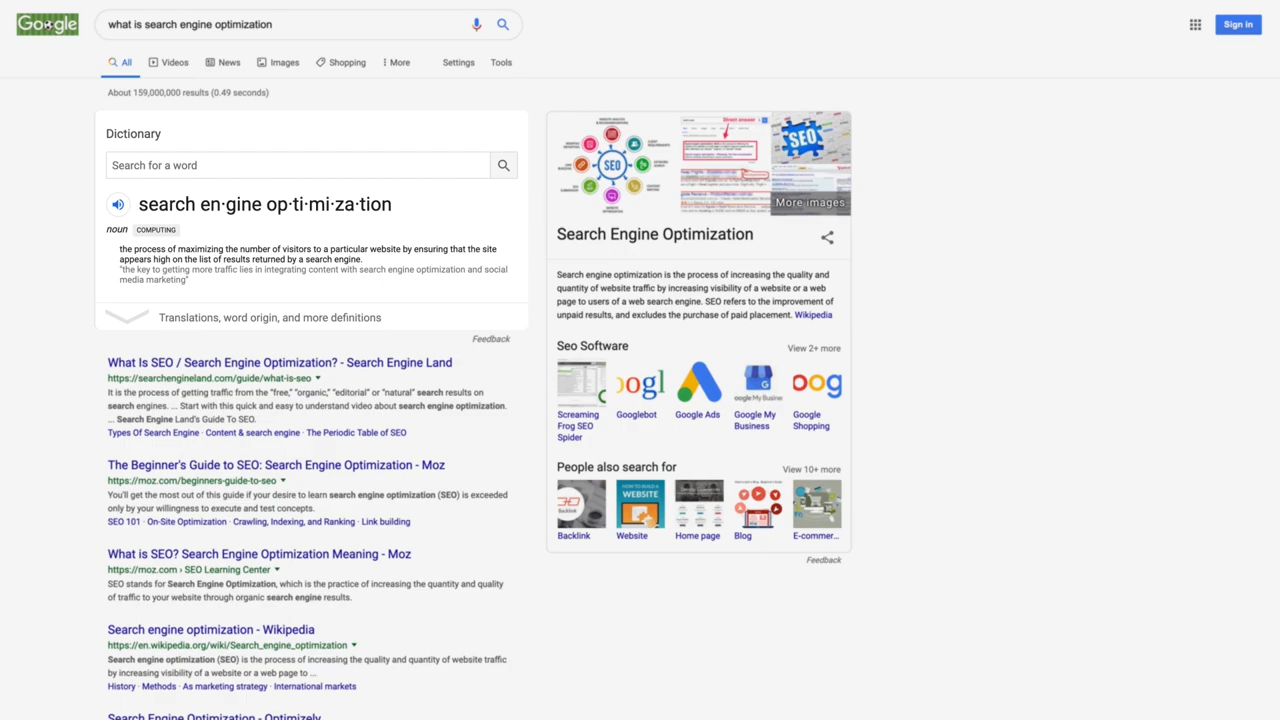 Google
what is search engine optimization
Sign in
All
Videos
News
Images
Shopping
More
Settings
Tools
About 159,000,000 results (0.49 seconds)
Dictionary
Search for a word
search en·gine op·ti·mi·za·tion
noun COMPUTING
the process of maximizing the number of visitors to a particular website by ensuring that the site
appears high on the list of results returned by a search engine.
"the key to getting more traffic lies in integrating content with search engine optimization and social
media marketing"
Translations, word origin, and more definitions
Feedback
What Is SEO / Search Engine Optimization? - Search Engine Land
https://searchengineland.com/guide/what-is-seo
It is the process of getting traffic from the "free," "organic," "editorial" or "natural" search results on
search engines. ... Start with this quick and easy to understand video about search engine optimization.
... Search Engine Land's Guide To SEO.
Types Of Search Engine · Content & search engine · The Periodic Table of SEO
The Beginner's Guide to SEO: Search Engine Optimization - Moz
https://moz.com/beginners-guide-to-seo
You'll get the most out of this guide if your desire to learn search engine optimization (SEO) is exceeded
only by your willingness to execute and test concepts.
SEO 101 · On-Site Optimization · Crawling, Indexing, and Ranking · Link building
What is SEO? Search Engine Optimization Meaning - Moz
https://moz.com › SEO Learning Center
SEO stands for Search Engine Optimization, which is the practice of increasing the quantity and quality
of traffic to your website through organic search engine results.
Search engine optimization - Wikipedia
https://en.wikipedia.org/wiki/Search_engine_optimization
Search engine optimization (SEO) is the process of increasing the quality and quantity of website traffic
by increasing visibility of a website or a web page to ...
History · Methods · As marketing strategy · International markets
Search Engine Optimization - Optimizely
SEO
Direct answer
SEO
More images
Search Engine Optimization
Search engine optimization is the process of increasing the quality and
quantity of website traffic by increasing visibility of a website or a web
page to users of a web search engine. SEO refers to the improvement of
unpaid results, and excludes the purchase of paid placement. Wikipedia
Seo Software
View 2+ more
Screaming
Frog SEO
Spider
Googlebot
Google Ads
Google My
Business
Google
Shopping
People also search for
View 10+ more
HOW TO BUILD A
WEBSITE
Backlink
Website
Home page
Blog
E-commer...
Feedback